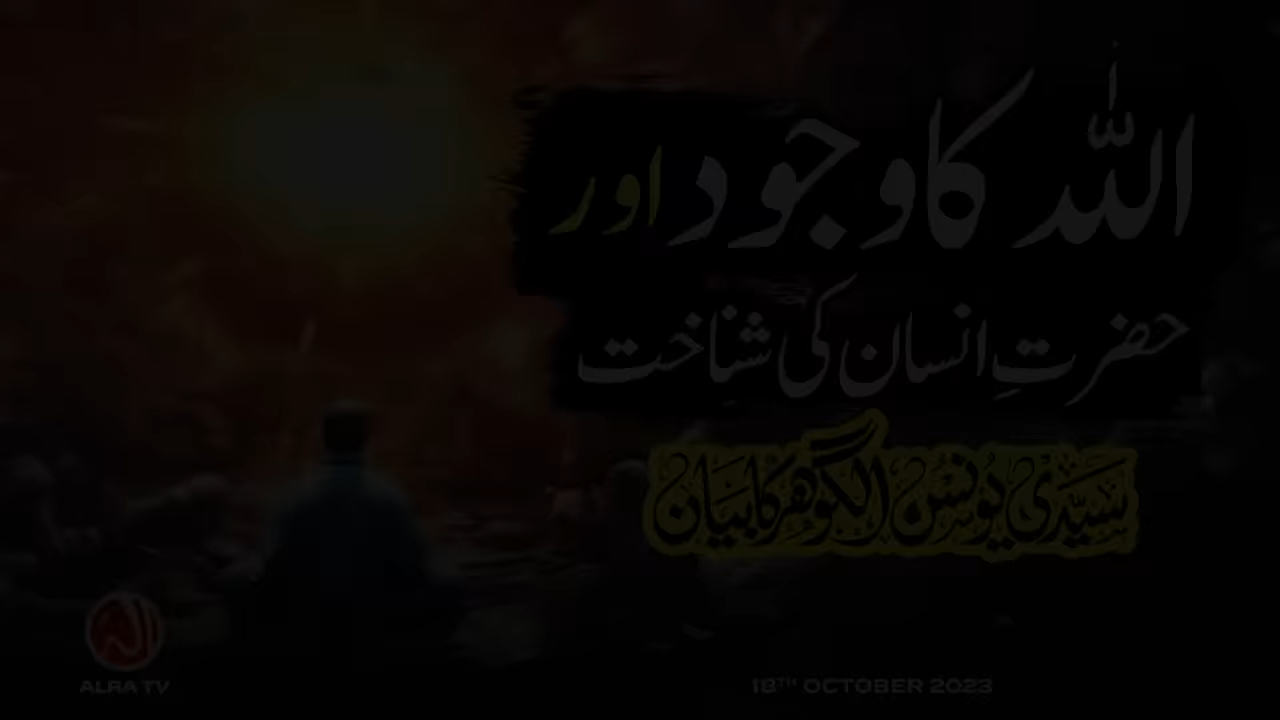 اللہ کا وجود اور
حضرتِ انسان کی شناخت
سیدی یونس الگوھر کا بیان
ALRA TV
18TH OCTOBER 2023